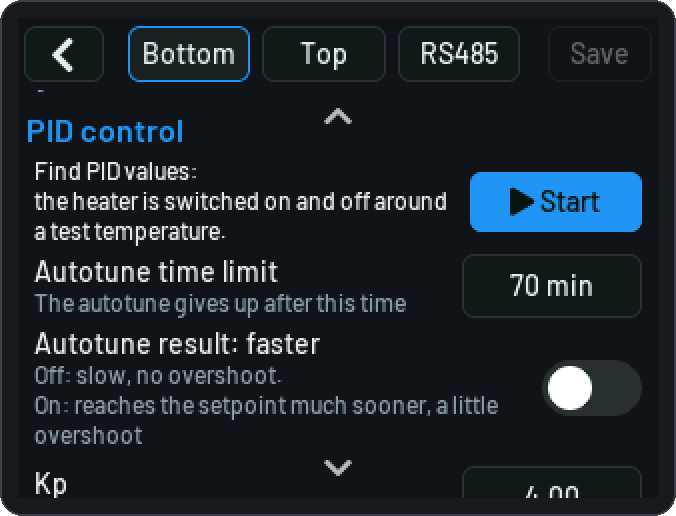 Bottom
Top
RS485
Save
PID control
Find PID values:
the heater is switched on and off around
a test temperature.
Start
Autotune time limit
The autotune gives up after this time
70 min
Autotune result: faster
Off: slow, no overshoot.
On: reaches the setpoint much sooner, a little
overshoot
Kp
4.00